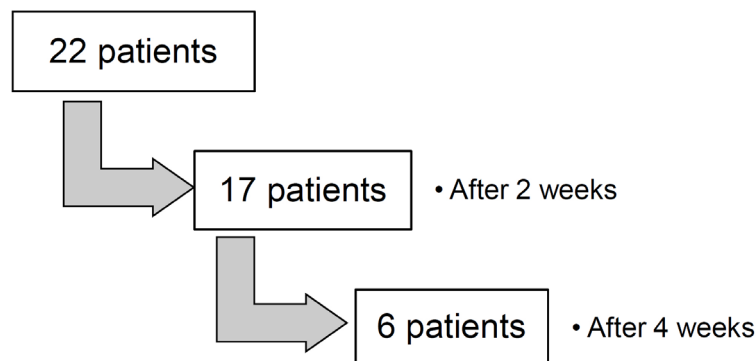 22 patients
17 patients
• After 2 weeks
6 patients
• After 4 weeks